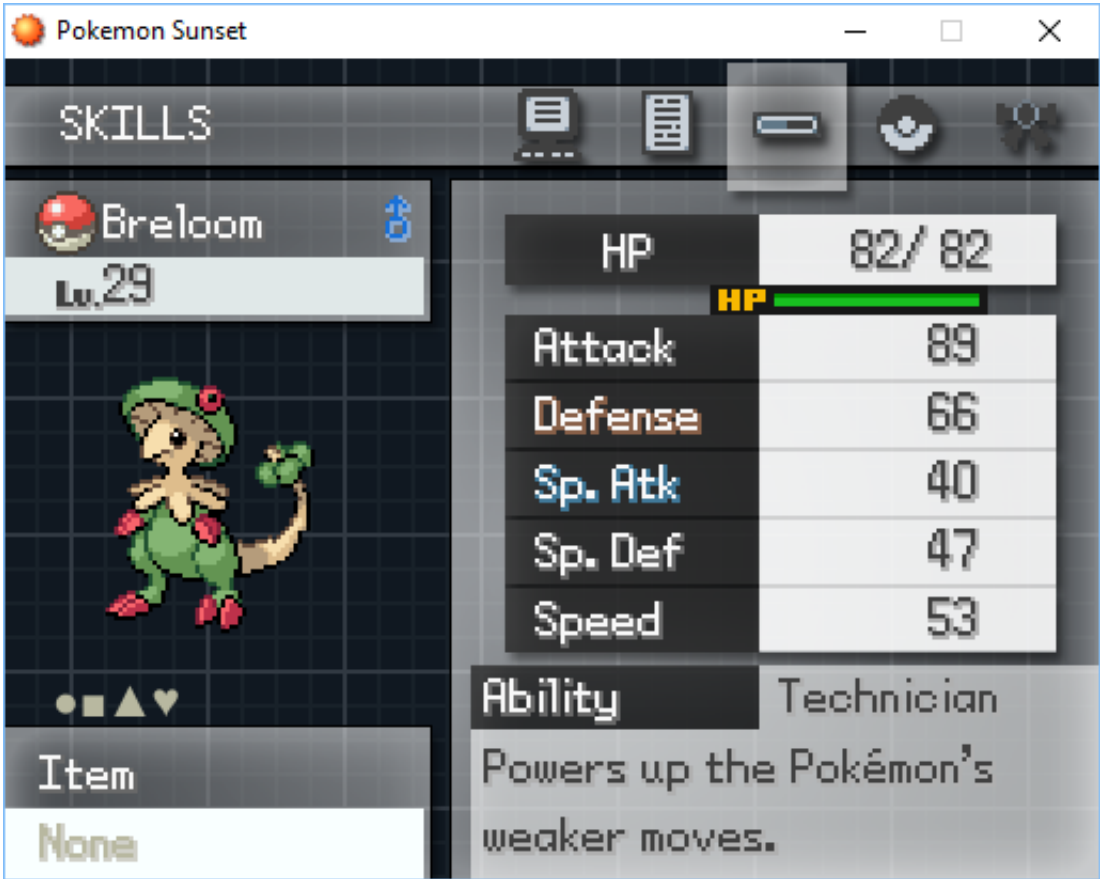 Pokemon Sunset
SKILLS
Breloom ♂
Lv.29
HP 82/ 82
HP
Attack 89
Defense 66
Sp. Atk 40
Sp. Def 47
Speed 53
Ability Technician
Powers up the Pokémon's
weaker moves.
●■▲♥
Item
None